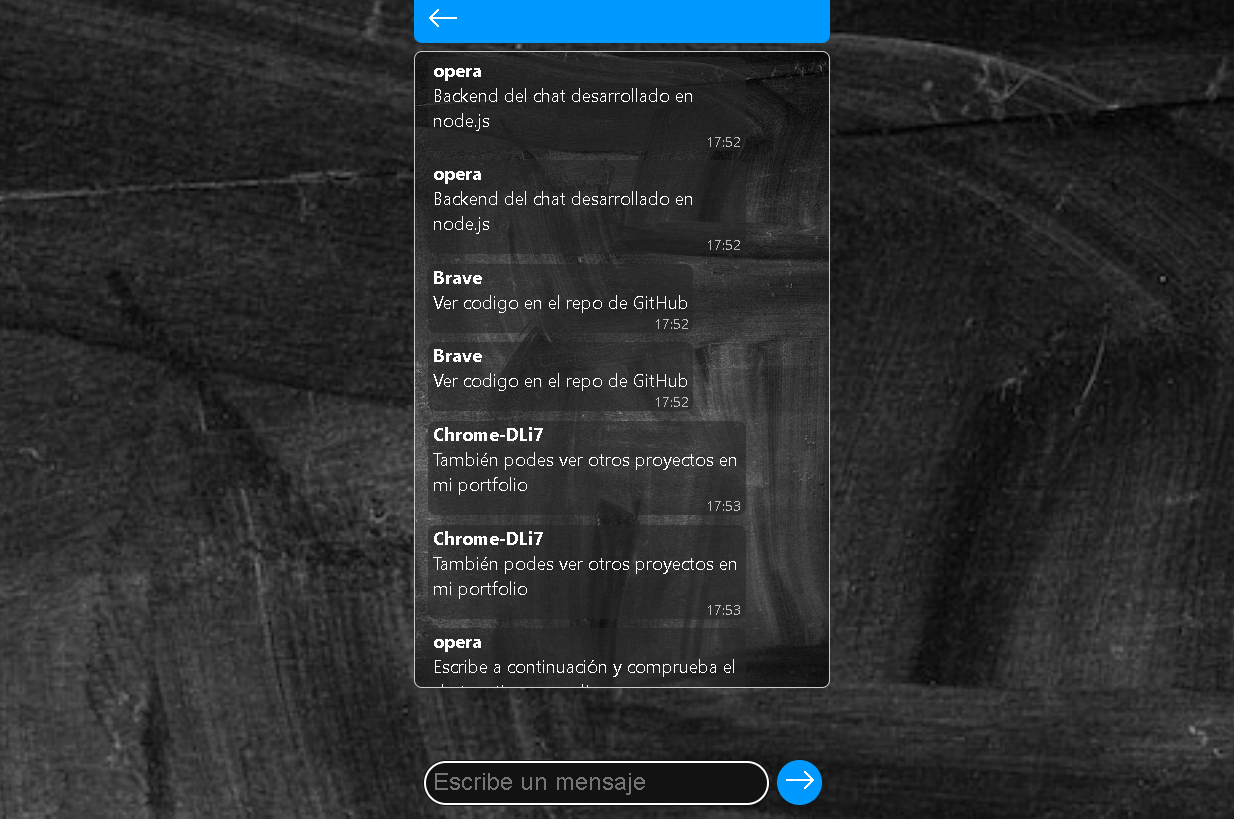 opera
Backend del chat desarrollado en
node.js
17:52
opera
Backend del chat desarrollado en
node.js
17:52
Brave
Ver codigo en el repo de GitHub
17:52
Brave
Ver codigo en el repo de GitHub
17:52
Chrome-DLi7
También podes ver otros proyectos en
mi portfolio
17:53
Chrome-DLi7
También podes ver otros proyectos en
mi portfolio
17:53
opera
Escribe a continuación y comprueba el
Escribe un mensaje